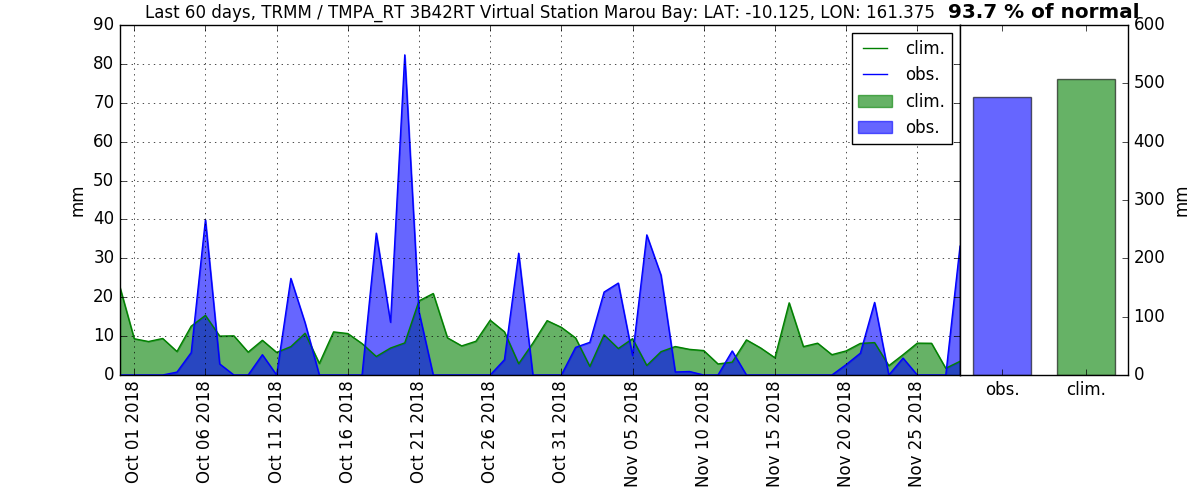 Last 60 days, TRMM / TMPA_RT 3B42RT Virtual Station Marou Bay: LAT: -10.125, LON: 161.375 93.7 % of normal
90
80
70
60
50
40
30
20
10
0
mm
clim.
obs.
clim.
obs.
600
500
400
300
200
100
0
mm
obs. clim.
Oct 01 2018
Oct 06 2018
Oct 11 2018
Oct 16 2018
Oct 21 2018
Oct 26 2018
Oct 31 2018
Nov 05 2018
Nov 10 2018
Nov 15 2018
Nov 20 2018
Nov 25 2018